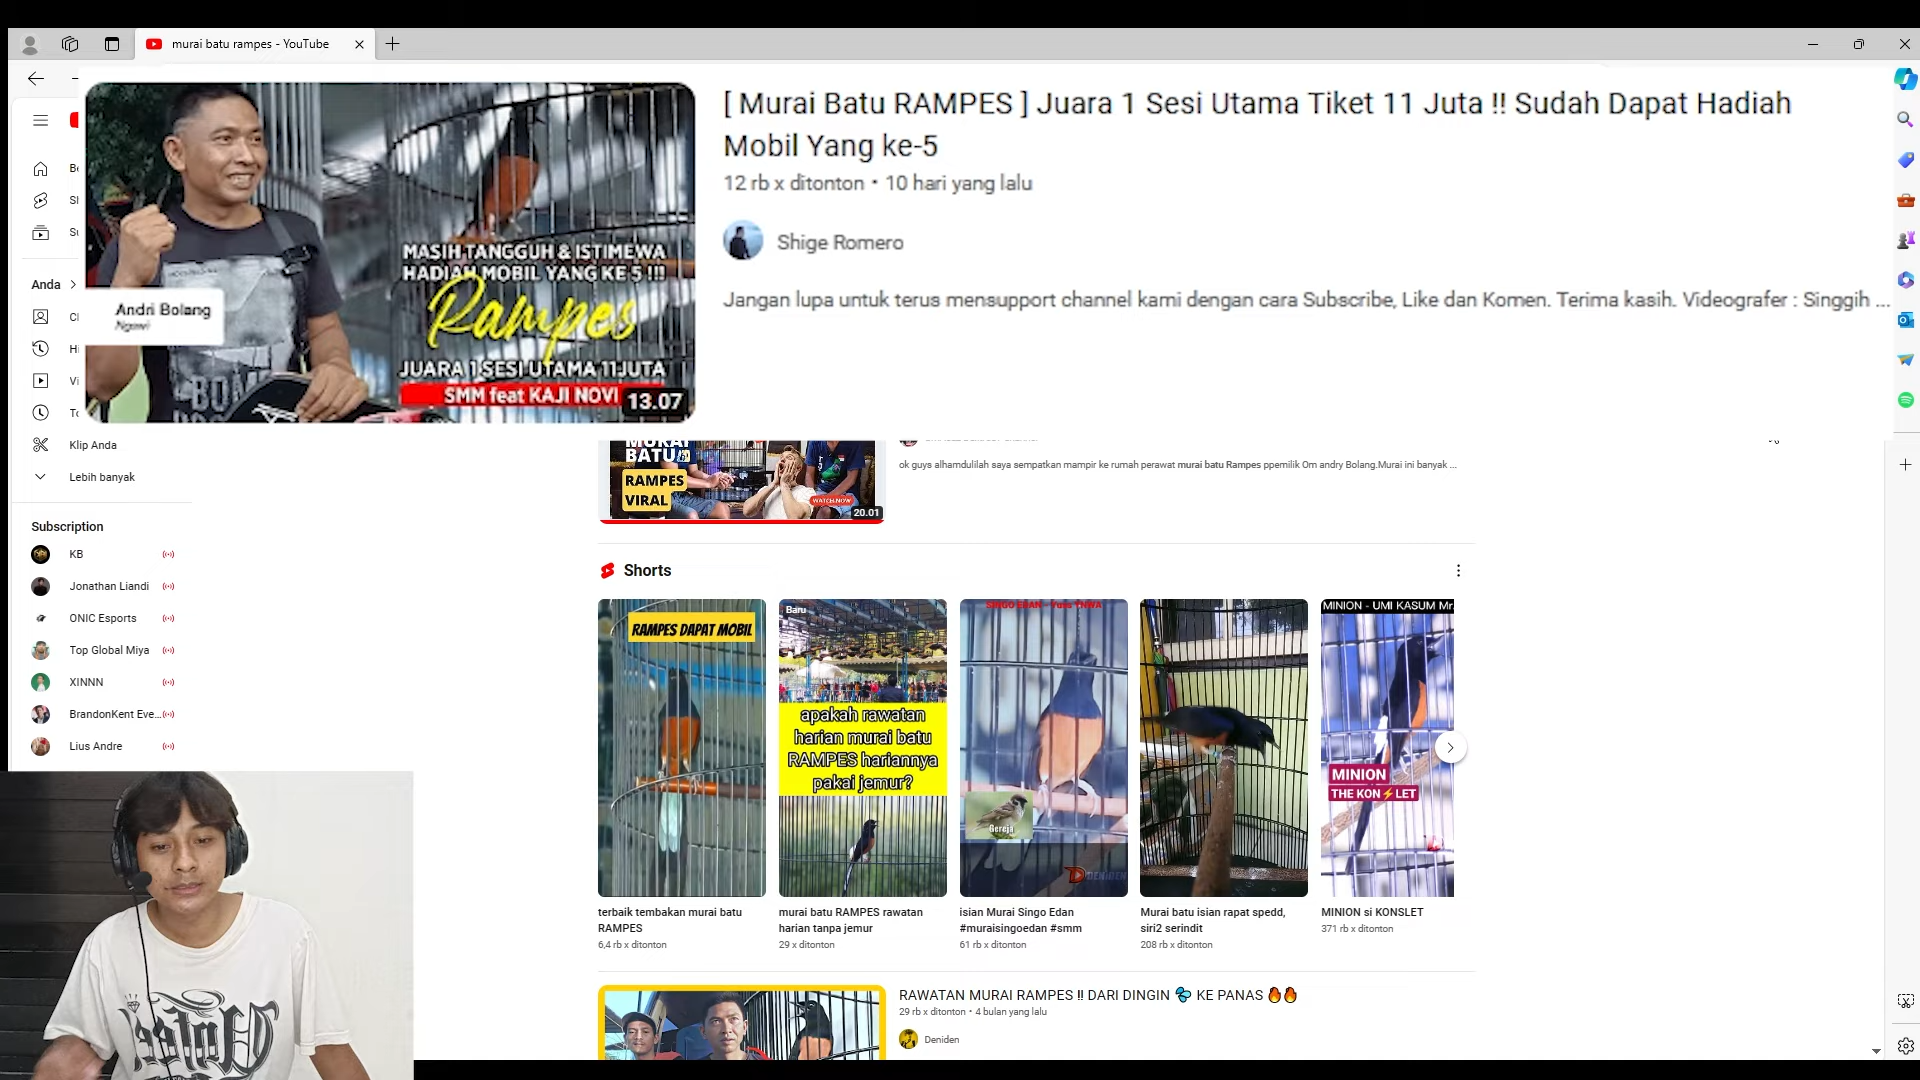 murai batu rampes - YouTube
[ Murai Batu RAMPES ] Juara 1 Sesi Utama Tiket 11 Juta !! Sudah Dapat Hadiah
Mobil Yang ke-5
12 rb x ditonton • 10 hari yang lalu
Shige Romero
Jangan lupa untuk terus mensupport channel kami dengan cara Subscribe, Like dan Komen. Terima kasih. Videografer : Singgih ...
MASIH TANGGUH & ISTIMEWA
HADIAH MOBIL YANG KE 5 !!!
Rampes
JUARA 1 SESI UTAMA 11JUTA
SMM feat KAJI NOVI
13.07
Andri Bolang
Ngawi
Anda
Klip Anda
Lebih banyak
Subscription
KB
Jonathan Liandi
ONIC Esports
Top Global Miya
XINNN
BrandonKent Eve...
Lius Andre
MURAI
BATU
RAMPES
VIRAL
WATCH NOW
20.01
ok guys alhamdulilah saya sempatkan mampir ke rumah perawat murai batu Rampes ppemilik Om andry Bolang.Murai ini banyak ...
Shorts
RAMPES DAPAT MOBIL
terbaik tembakan murai batu
RAMPES
6,4 rb x ditonton
Baru
apakah rawatan
harian murai batu
RAMPES hariannya
pakai jemur?
murai batu RAMPES rawatan
harian tanpa jemur
29 x ditonton
Gereja
DENIDEN
isian Murai Singo Edan
#muraisingoedan #smm
61 rb x ditonton
Murai batu isian rapat spedd,
siri2 serindit
208 rb x ditonton
MINION - UMI KASUM Mr.
MINION
THE KON⚡LET
MINION si KONSLET
371 rb x ditonton
RAWATAN MURAI RAMPES !! DARI DINGIN 💨 KE PANAS 🔥🔥
29 rb x ditonton • 4 bulan yang lalu
Deniden